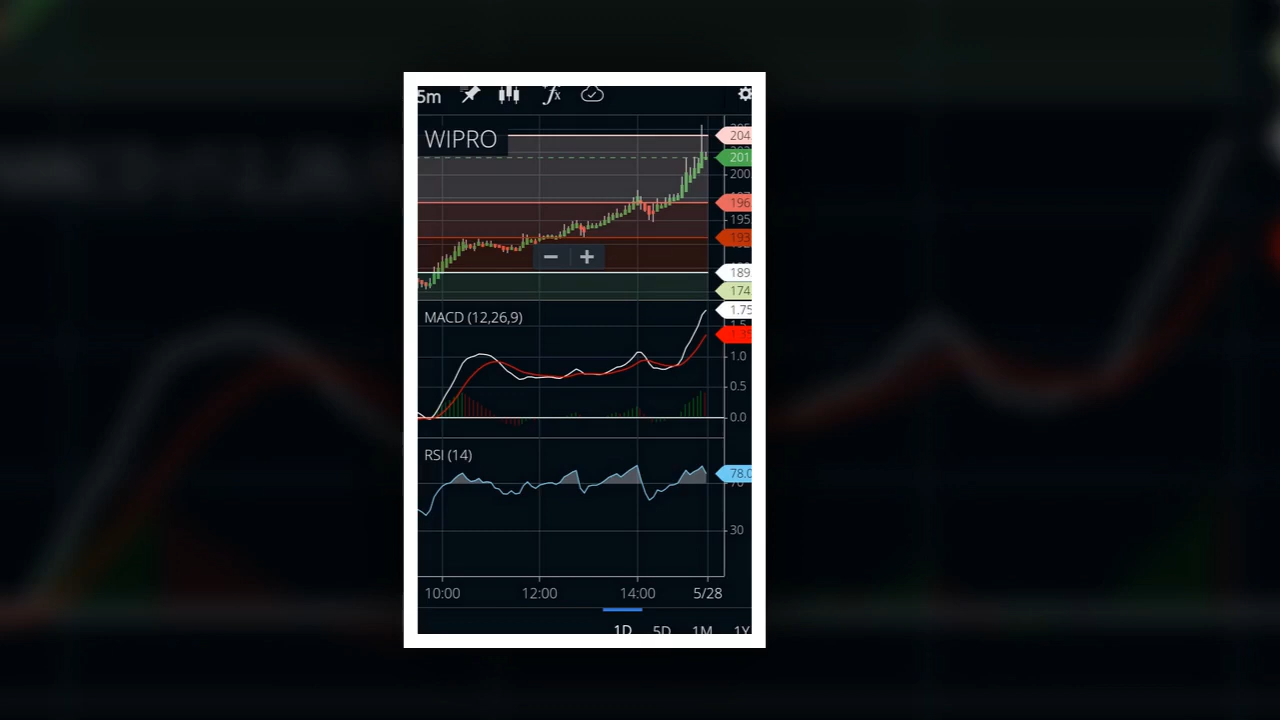 5m
WIPRO
204.
201
200.
196
195.
193
189
174.
MACD (12,26,9)
1.75
1.0
0.5
0.0
RSI (14)
78.0
70
30
10:00 12:00 14:00 5/28
1D 5D 1M 1Y